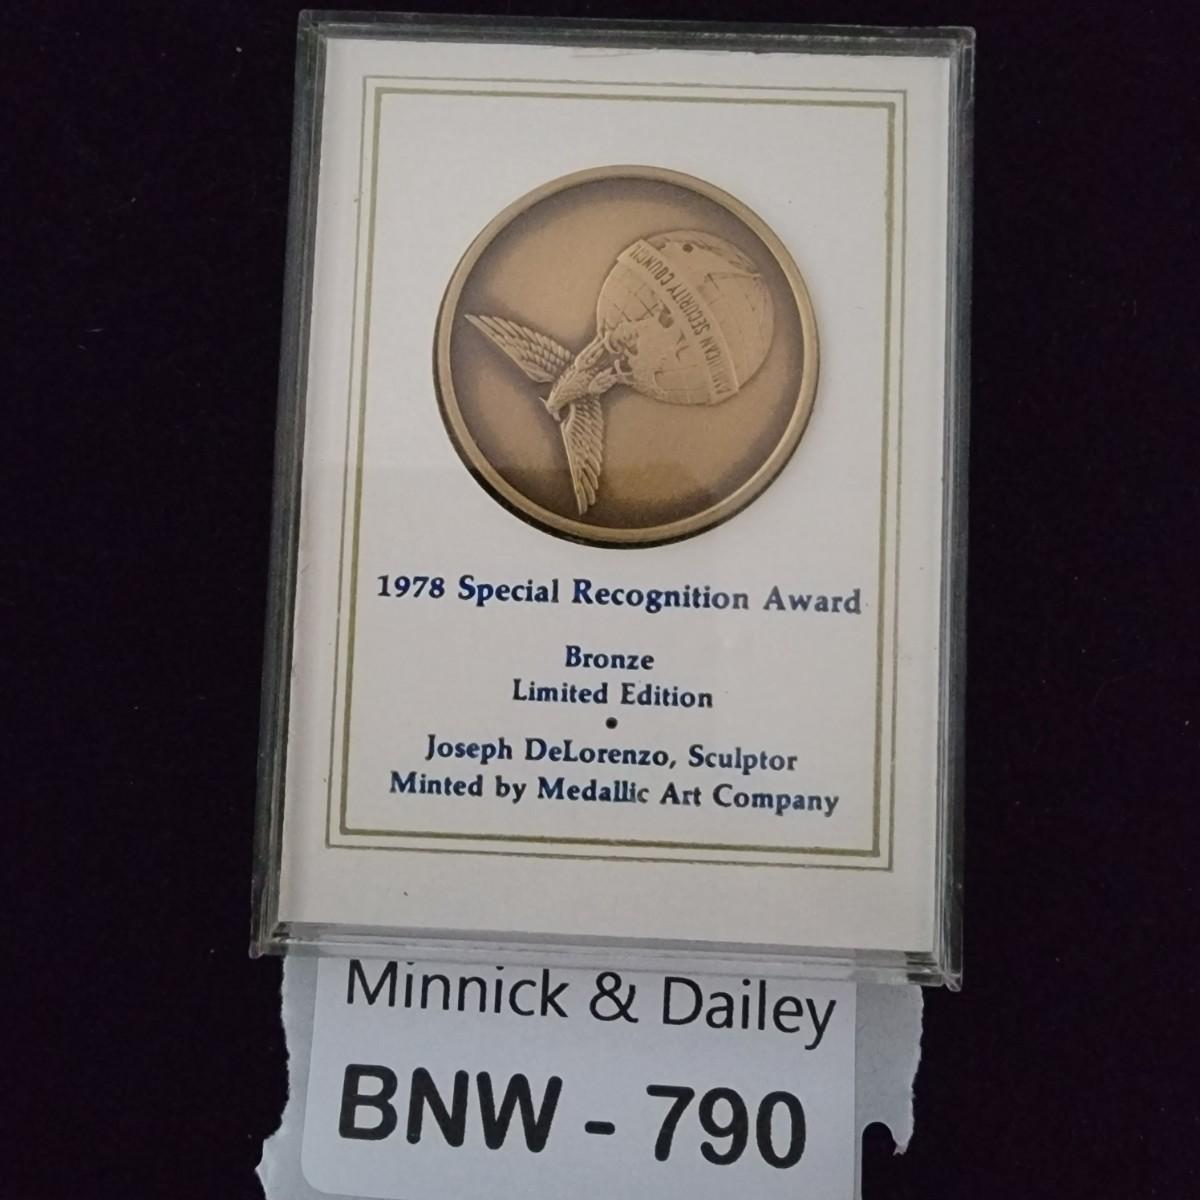 AMERICAN SECURITY COUNCIL
1978 Special Recognition Award
Bronze
Limited Edition
•
Joseph DeLorenzo, Sculptor
Minted by Medallic Art Company
Minnick & Dailey
BNW - 790